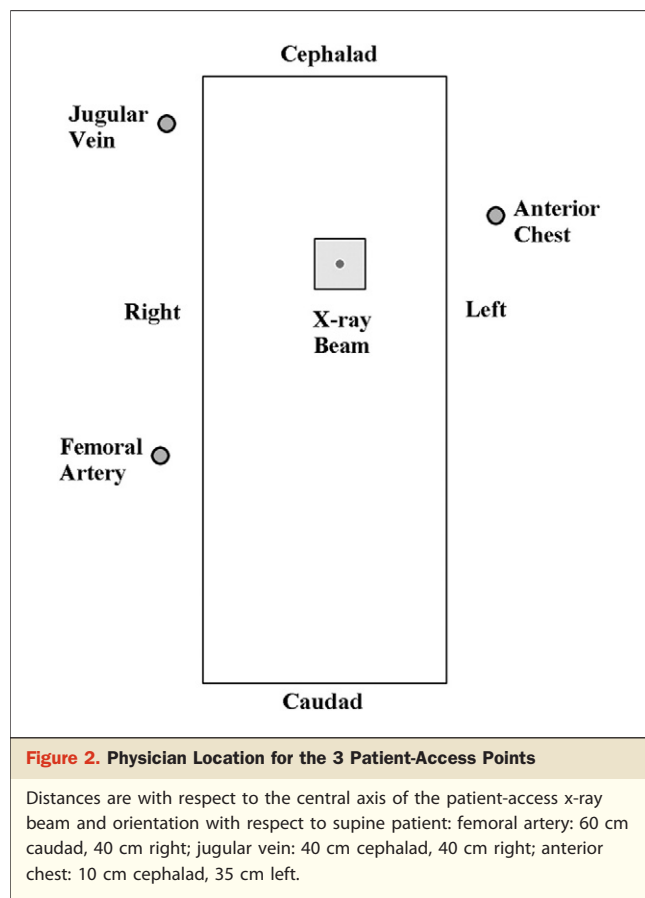 Cephalad
Jugular
Vein
Anterior
Chest
Right
X-ray
Beam
Left
Femoral
Artery
Caudad
Figure 2. Physician Location for the 3 Patient-Access Points
Distances are with respect to the central axis of the patient-access x-ray
beam and orientation with respect to supine patient: femoral artery: 60 cm
caudad, 40 cm right; jugular vein: 40 cm cephalad, 40 cm right; anterior
chest: 10 cm cephalad, 35 cm left.